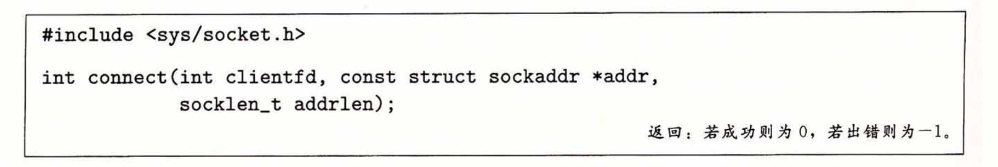 #include <sys/socket.h>
int connect(int clientfd, const struct sockaddr *addr,
socklen_t addrlen);
返回：若成功则为 0，若出错则为－1。